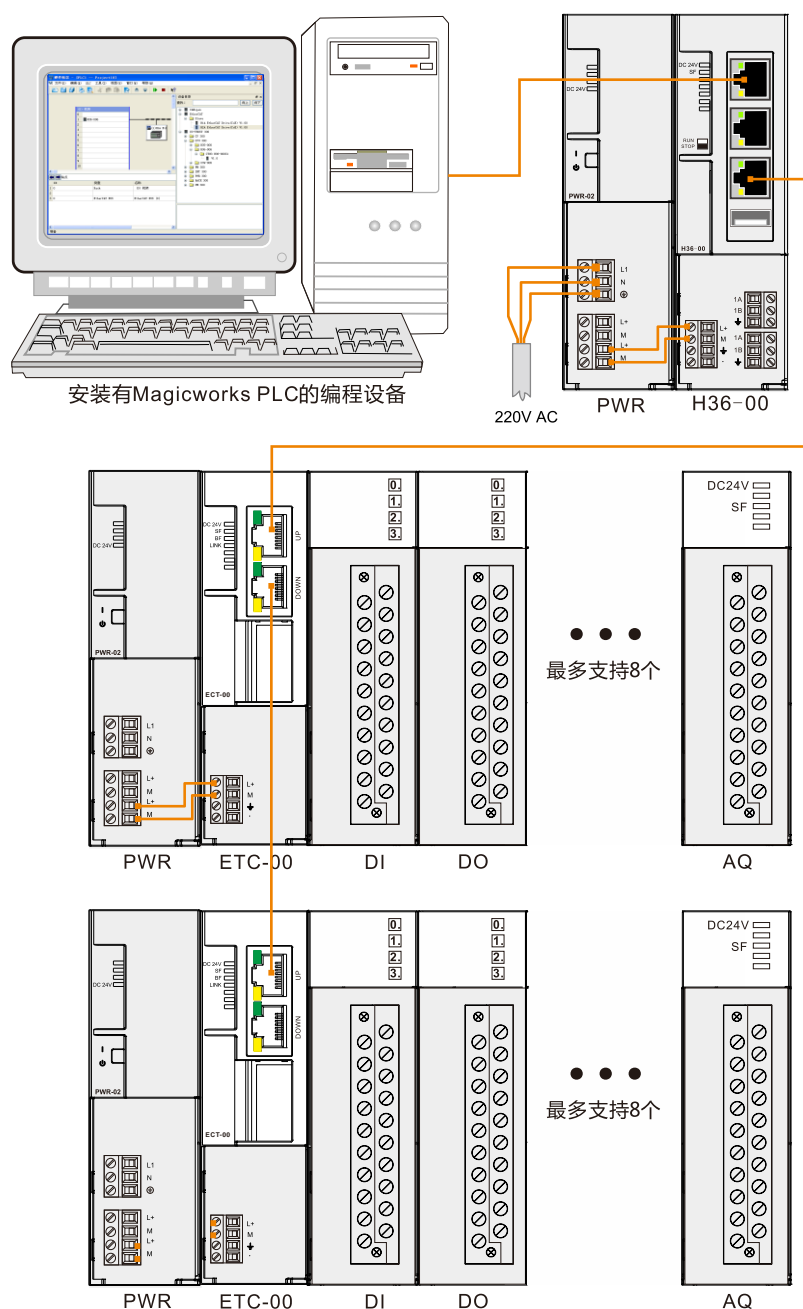 DC 24V
SF
DC 24V
RUN
STOP
PWR-02
H36-00
L1
N
L+
M
L+
M
L+
M
1A
1B
1A
1B
安装有Magicworks PLC的编程设备
220V AC
PWR
H36-00
0.
1.
2.
3.
0.
1.
2.
3.
DC24V
SF
DC 24V
SF
BF
LINK
DC 24V
UP
DOWN
PWR-02
ECT-00
最多支持8个
L1
N
L+
M
L+
M
L+
M
PWR
ETC-00
DI
DO
AQ
0.
1.
2.
3.
0.
1.
2.
3.
DC24V
SF
DC 24V
SF
BF
LINK
DC 24V
UP
DOWN
PWR-02
ECT-00
最多支持8个
L1
N
L+
M
L+
M
L+
M
PWR
ETC-00
DI
DO
AQ